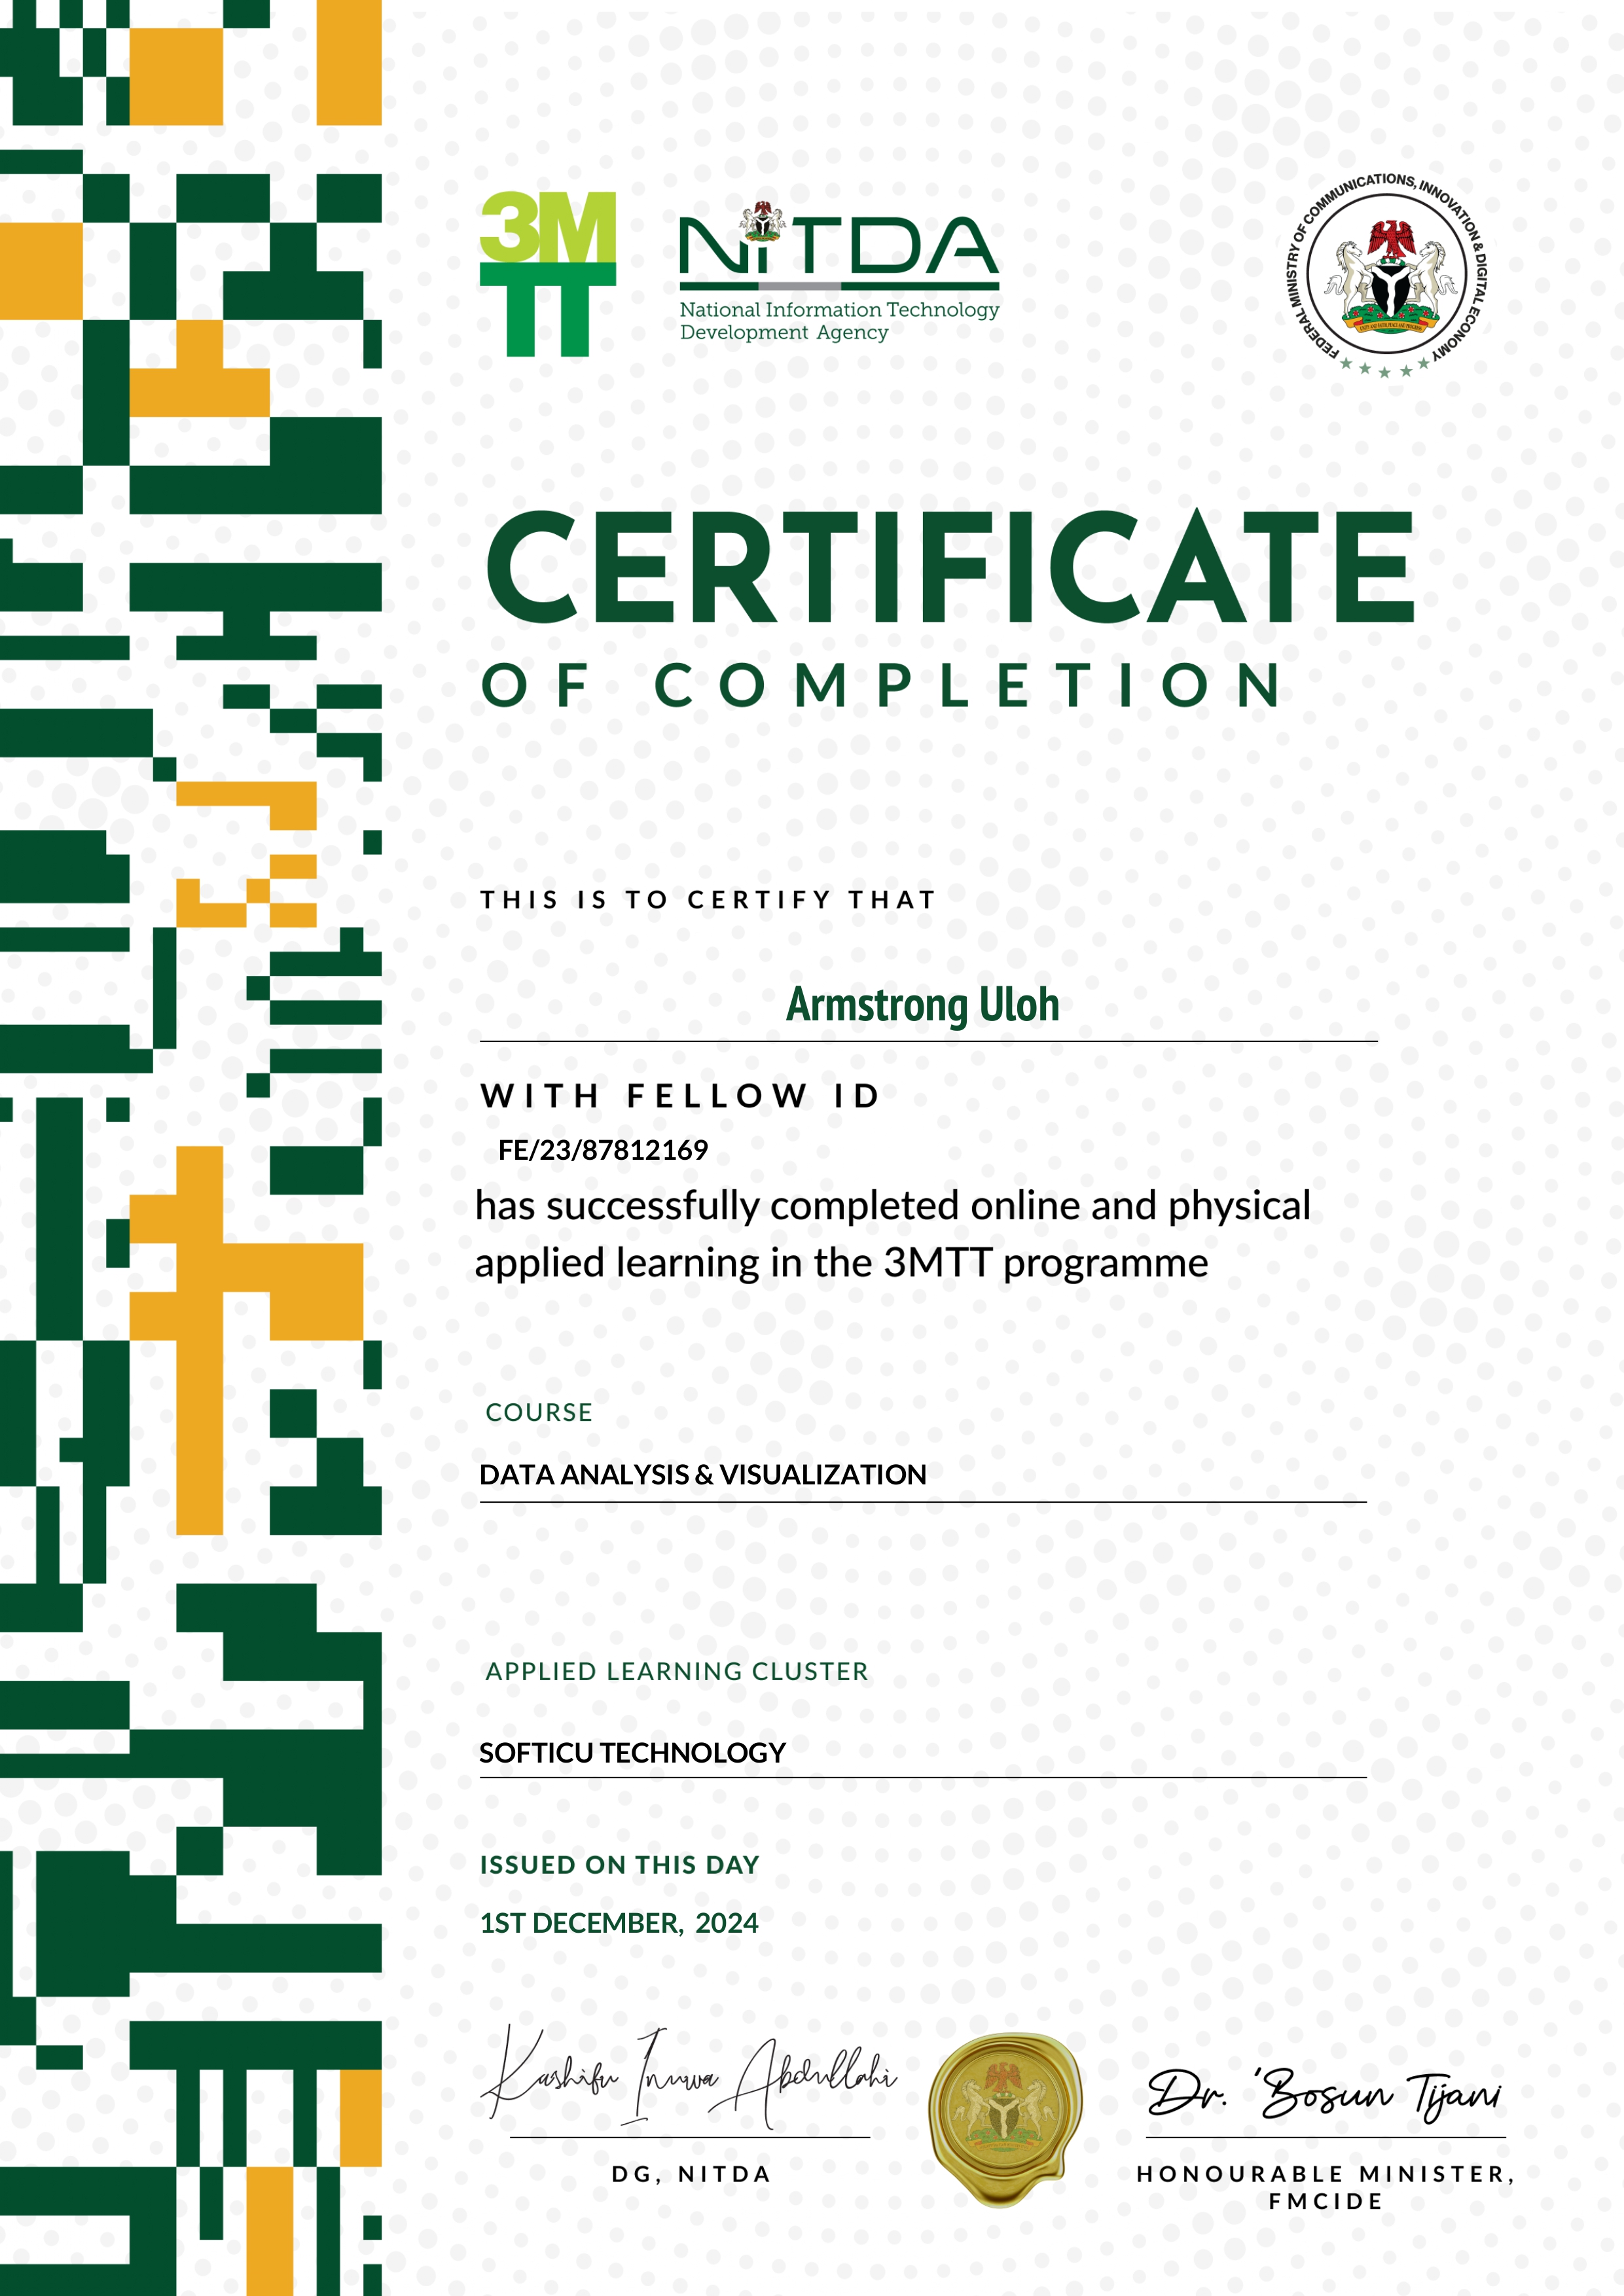 3M
TT
NiTDA
National Information Technology
Development Agency
FEDERAL MINISTRY OF COMMUNICATIONS, INNOVATION & DIGITAL ECONOMY
CERTIFICATE
OF COMPLETION
THIS IS TO CERTIFY THAT
Armstrong Uloh
WITH FELLOW ID
FE/23/87812169
has successfully completed online and physical
applied learning in the 3MTT programme
COURSE
DATA ANALYSIS & VISUALIZATION
APPLIED LEARNING CLUSTER
SOFTICU TECHNOLOGY
ISSUED ON THIS DAY
1ST DECEMBER, 2024
Kashifu Inuwa Abdullahi
DG, NITDA
Dr. 'Bosun Tijani
HONOURABLE MINISTER,
FMCIDE